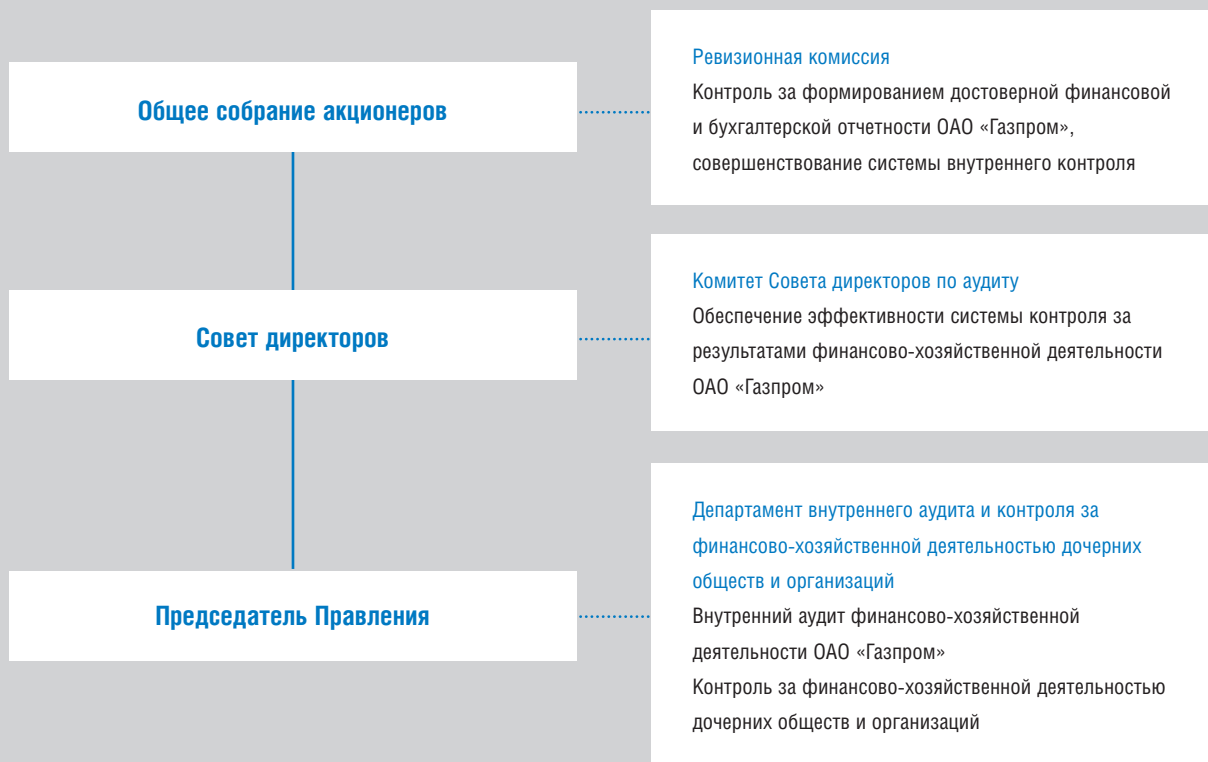 Общее собрание акционеров
Ревизионная комиссия
Контроль за формированием достоверной финансовой
и бухгалтерской отчетности ОАО «Газпром»,
совершенствование системы внутреннего контроля
Совет директоров
Комитет Совета директоров по аудиту
Обеспечение эффективности системы контроля за
результатами финансово-хозяйственной деятельности
ОАО «Газпром»
Председатель Правления
Департамент внутреннего аудита и контроля за
финансово-хозяйственной деятельностью дочерних
обществ и организаций
Внутренний аудит финансово-хозяйственной
деятельности ОАО «Газпром»
Контроль за финансово-хозяйственной деятельностью
дочерних обществ и организаций